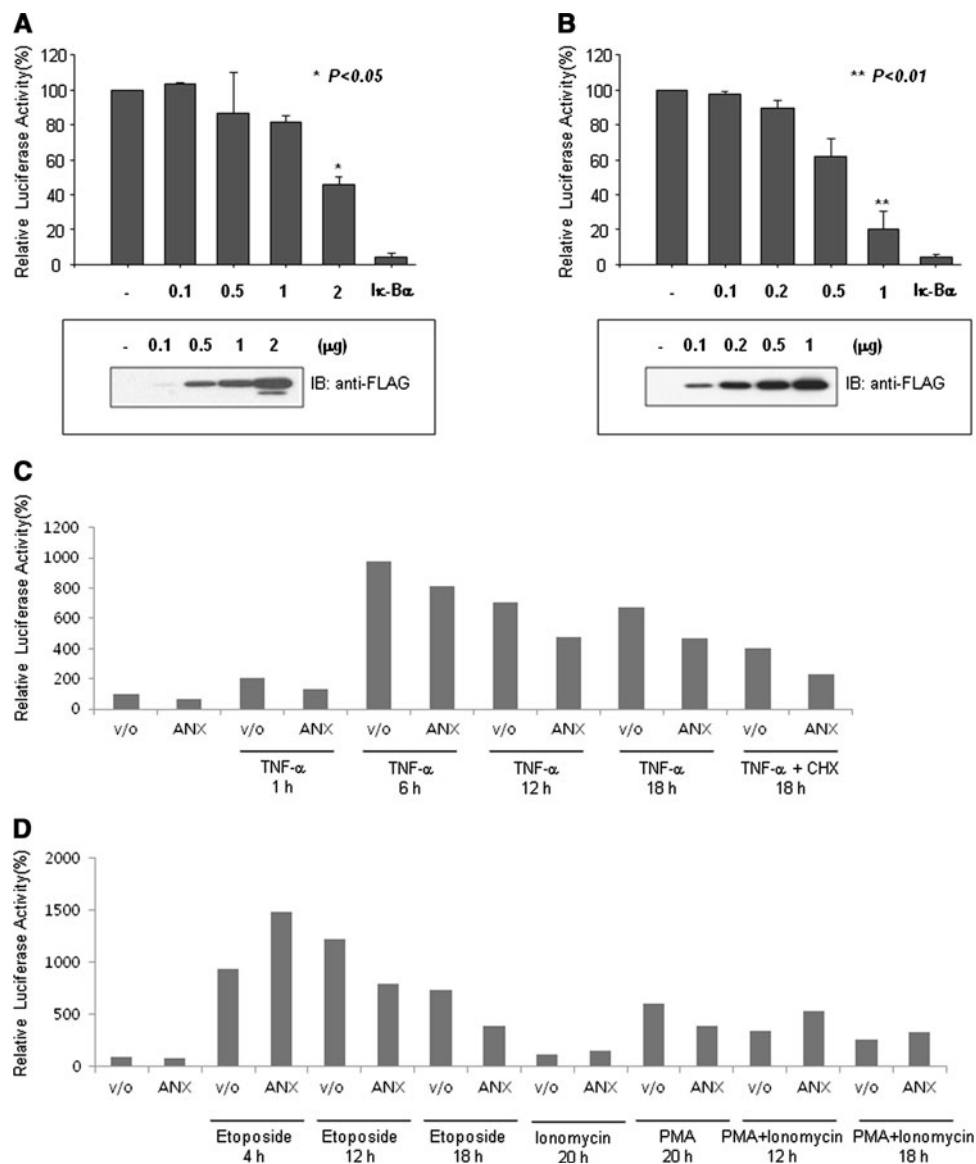 A
Relative Luciferase Activity(%)
120
100
80
60
40
20
0
* P<0.05
*
- 0.1 0.5 1 2 Iκ-Bα
- 0.1 0.5 1 2 (μg)
IB: anti-FLAG
B
Relative Luciferase Activity(%)
120
100
80
60
40
20
0
** P<0.01
**
- 0.1 0.2 0.5 1 Iκ-Bα
- 0.1 0.2 0.5 1 (μg)
IB: anti-FLAG
C
Relative Luciferase Activity(%)
1200
1000
800
600
400
200
0
v/o ANX v/o ANX v/o ANX v/o ANX v/o ANX v/o ANX
TNF-α TNF-α TNF-α TNF-α TNF-α + CHX
1 h 6 h 12 h 18 h 18 h
D
Relative Luciferase Activity(%)
2000
1500
1000
500
0
v/o ANX v/o ANX v/o ANX v/o ANX v/o ANX v/o ANX v/o ANX v/o ANX
Etoposide Etoposide Etoposide Ionomycin PMA PMA+Ionomycin PMA+Ionomycin
4 h 12 h 18 h 20 h 20 h 12 h 18 h